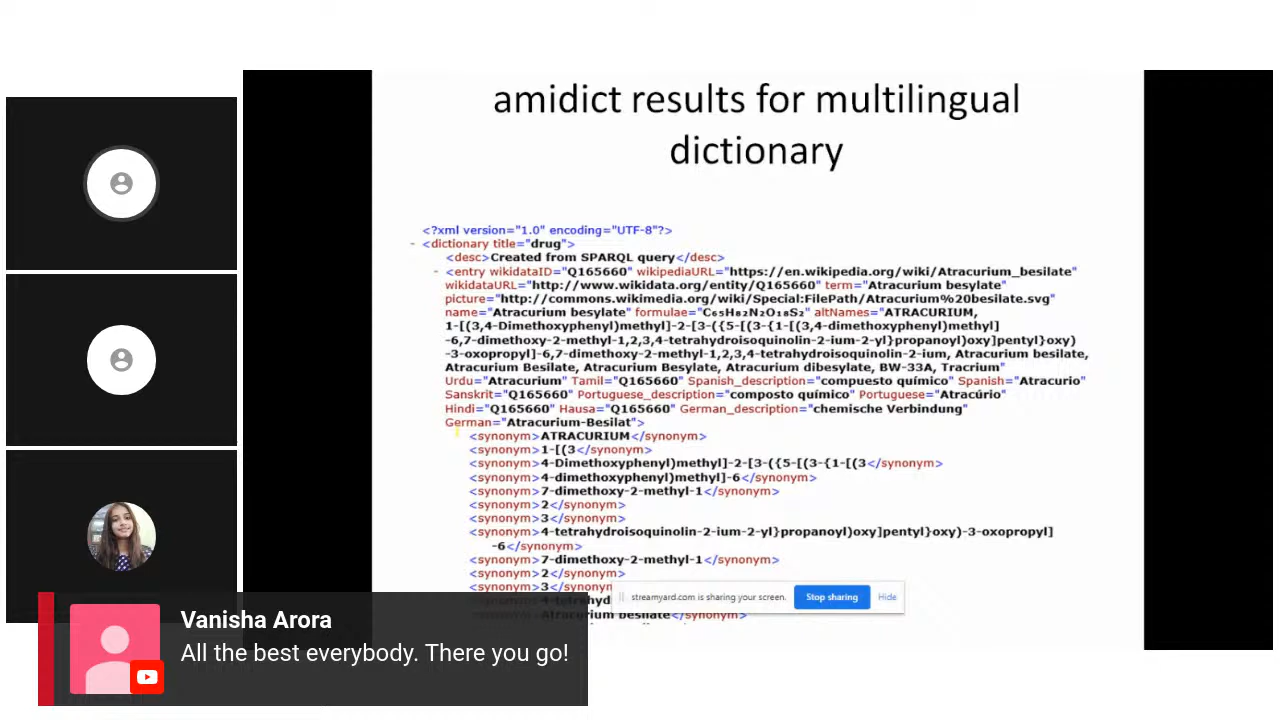 amidict results for multilingual
dictionary
<?xml version="1.0" encoding="UTF-8"?>
- <dictionary title="drug">
<desc>Created from SPARQL query</desc>
- <entry wikidataID="Q165660" wikipediaURL="https://en.wikipedia.org/wiki/Atracurium_besilate"
wikidataURL="http://www.wikidata.org/entity/Q165660" term="Atracurium besylate"
picture="http://commons.wikimedia.org/wiki/Special:FilePath/Atracurium%20besilate.svg"
name="Atracurium besylate" formulae="C₆₅H₈₂N₂O₁₈S₂" altNames="ATRACURIUM,
1-[(3,4-Dimethoxyphenyl)methyl]-2-[3-({5-[(3-{1-[(3,4-dimethoxyphenyl)methyl]
-6,7-dimethoxy-2-methyl-1,2,3,4-tetrahydroisoquinolin-2-ium-2-yl}propanoyl)oxy]pentyl}oxy)
-3-oxopropyl]-6,7-dimethoxy-2-methyl-1,2,3,4-tetrahydroisoquinolin-2-ium, Atracurium besilate,
Atracurium Besilate, Atracurium Besylate, Atracurium dibesylate, BW-33A, Tracrium"
Urdu="Atracurium" Tamil="Q165660" Spanish_description="compuesto químico" Spanish="Atracurio"
Sanskrit="Q165660" Portuguese_description="composto químico" Portuguese="Atracúrio"
Hindi="Q165660" Hausa="Q165660" German_description="chemische Verbindung"
German="Atracurium-Besilat">
<synonym>ATRACURIUM</synonym>
<synonym>1-[(3</synonym>
<synonym>4-Dimethoxyphenyl)methyl]-2-[3-({5-[(3-{1-[(3</synonym>
<synonym>4-dimethoxyphenyl)methyl]-6</synonym>
<synonym>7-dimethoxy-2-methyl-1</synonym>
<synonym>2</synonym>
<synonym>3</synonym>
<synonym>4-tetrahydroisoquinolin-2-ium-2-yl}propanoyl)oxy]pentyl}oxy)-3-oxopropyl]
-6</synonym>
<synonym>7-dimethoxy-2-methyl-1</synonym>
<synonym>2</synonym>
<synonym>3
streamyard.com is sharing your screen. Stop sharing Hide
Atracurium besilate</synonym>
Vanisha Arora
All the best everybody. There you go!